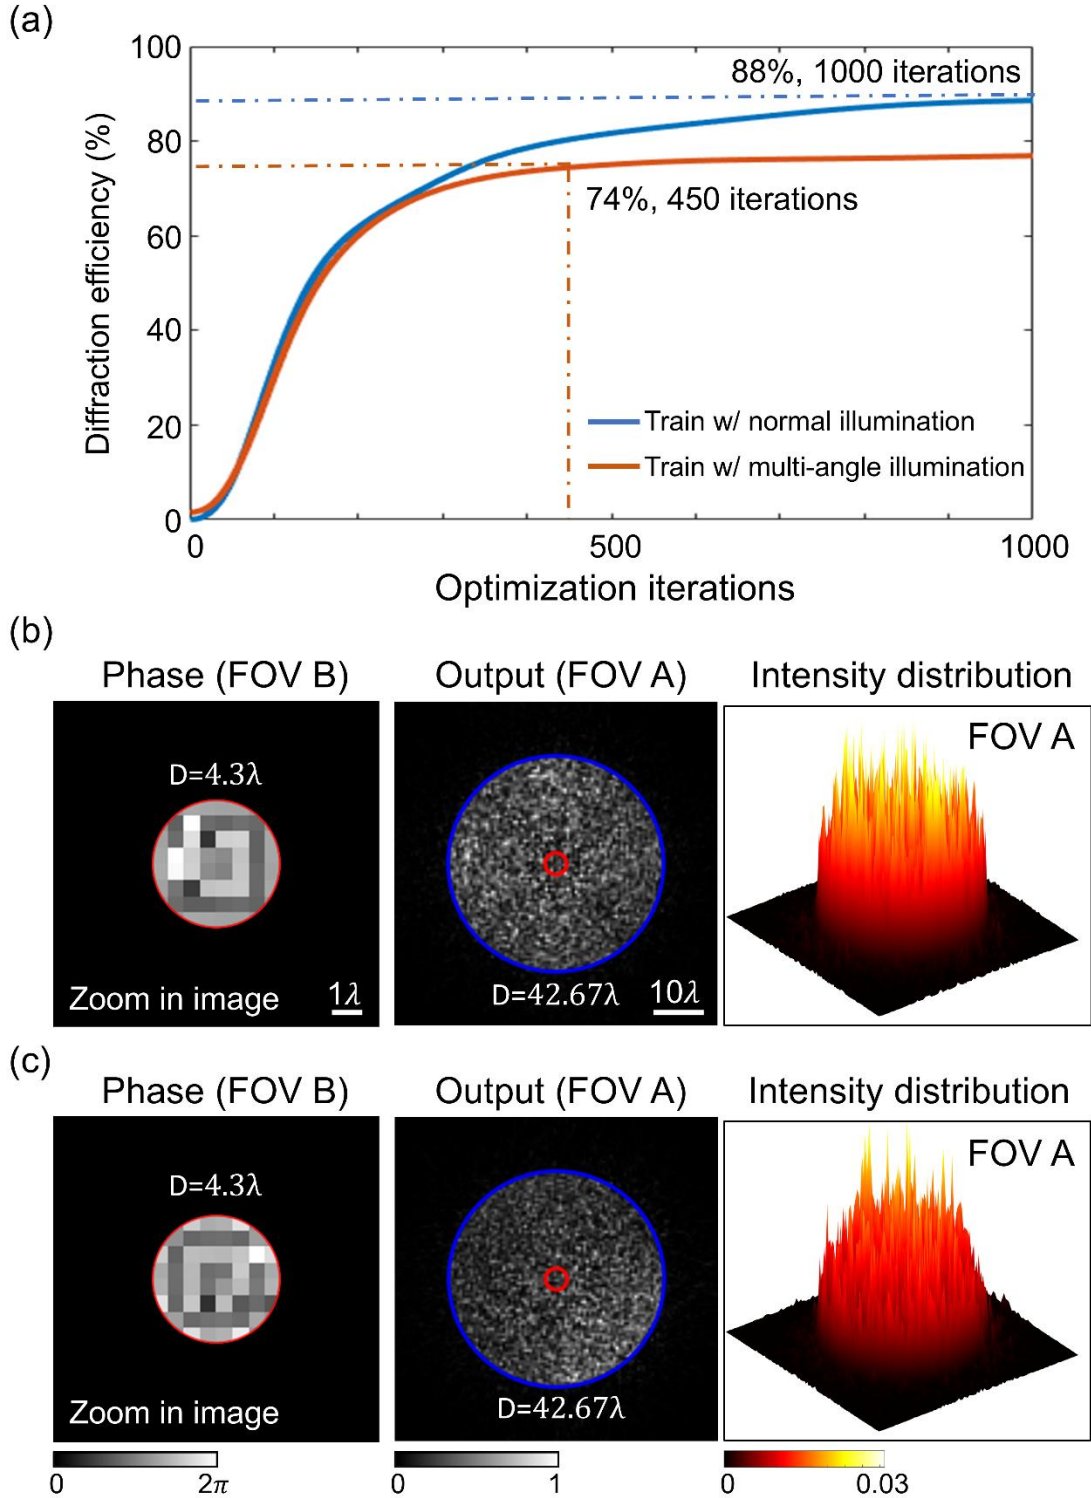 (a)
100
80
60
40
20
0
Diffraction efficiency (%)
88%, 1000 iterations
74%, 450 iterations
Train w/ normal illumination
Train w/ multi-angle illumination
0
500
1000
Optimization iterations
(b)
Phase (FOV B)
Output (FOV A)
Intensity distribution
D=4.3λ
Zoom in image
1λ
D=42.67λ
10λ
FOV A
(c)
Phase (FOV B)
Output (FOV A)
Intensity distribution
D=4.3λ
Zoom in image
D=42.67λ
FOV A
0
2π
0
1
0
0.03